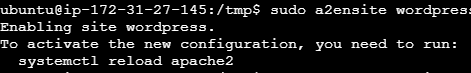 ubuntu@ip-172-31-27-145:/tmp$ sudo a2ensite wordpres
Enabling site wordpress.
To activate the new configuration, you need to run:
  systemctl reload apache2